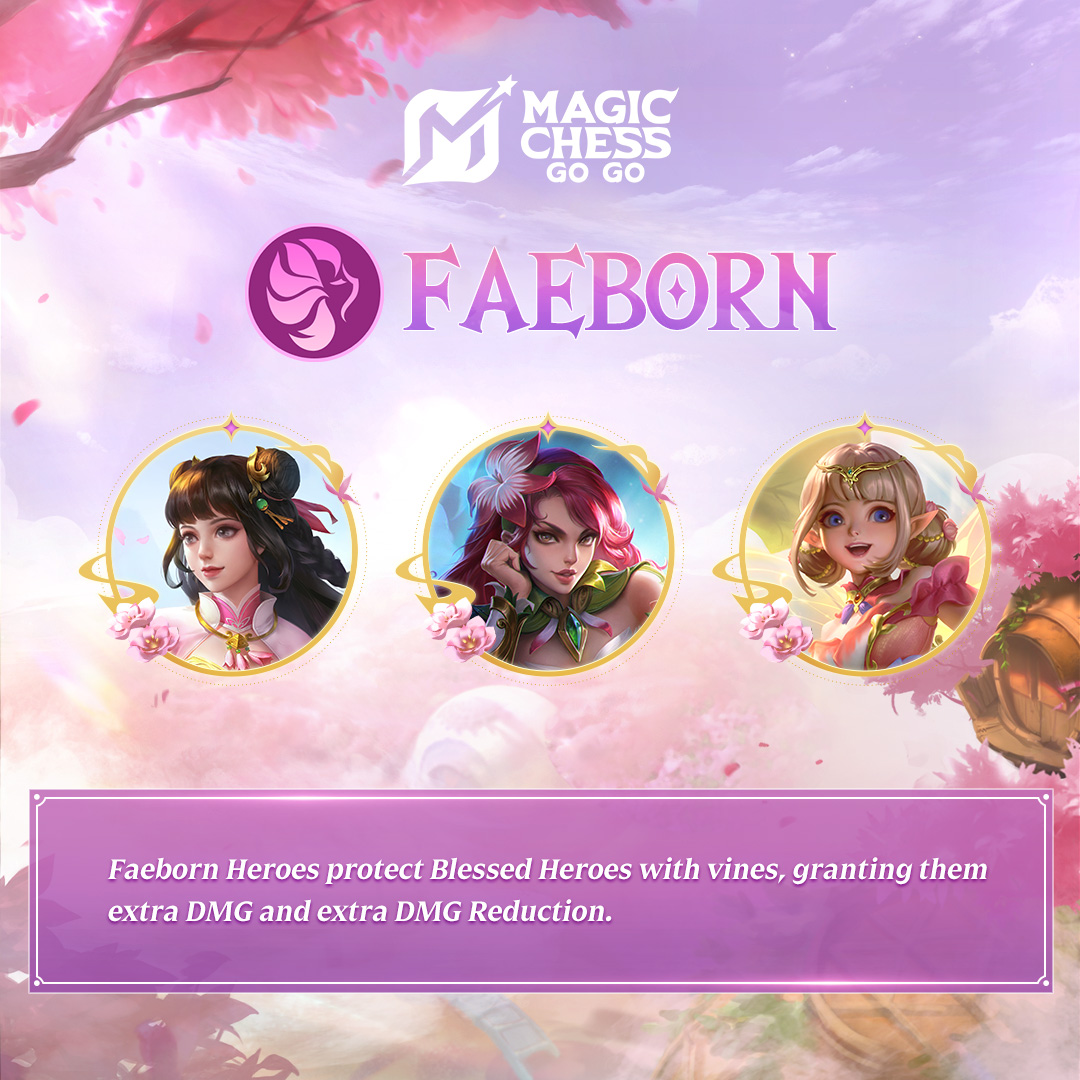 MAGIC
CHESS
GO GO
FAEBORN
Faeborn Heroes protect Blessed Heroes with vines, granting them
extra DMG and extra DMG Reduction.